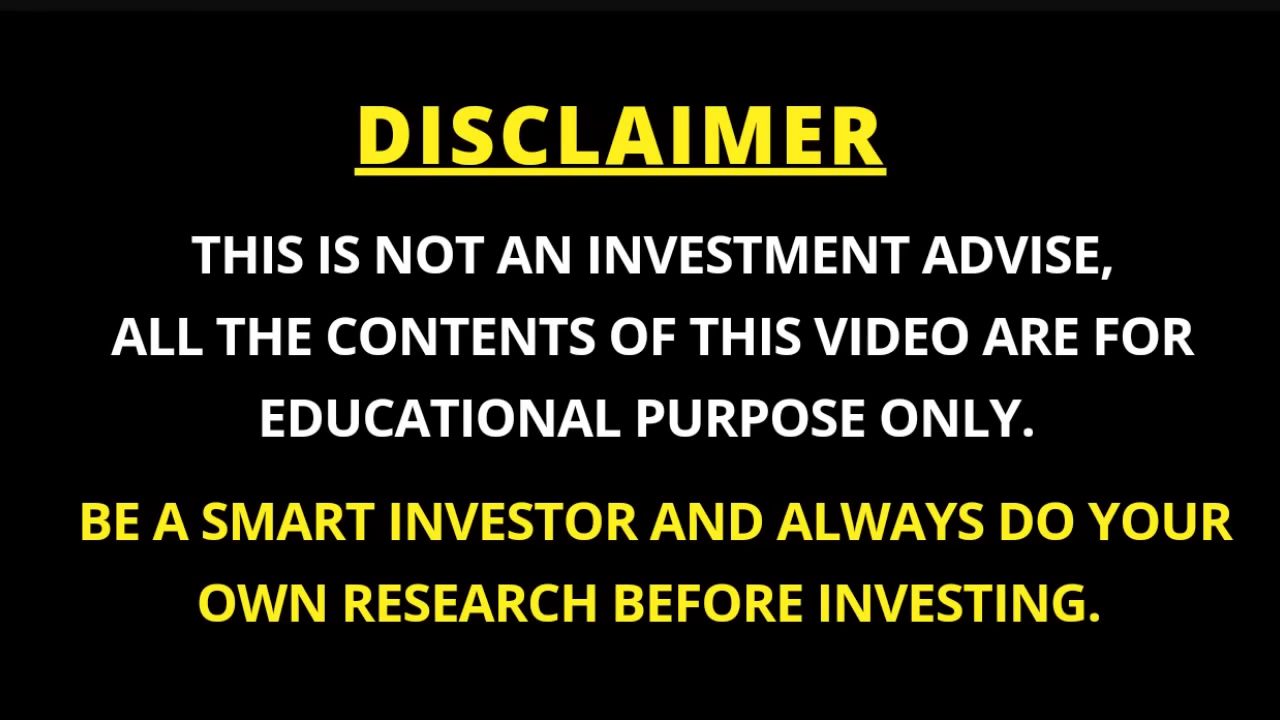 DISCLAIMER
THIS IS NOT AN INVESTMENT ADVISE,
ALL THE CONTENTS OF THIS VIDEO ARE FOR
EDUCATIONAL PURPOSE ONLY.
BE A SMART INVESTOR AND ALWAYS DO YOUR
OWN RESEARCH BEFORE INVESTING.